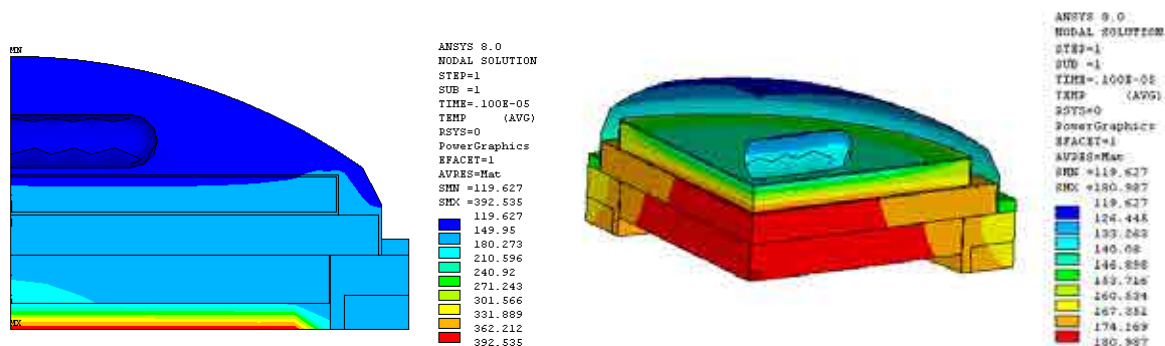 MN
MX
ANSYS 8.0
NODAL SOLUTION
STEP=1
SUB =1
TIME=.100E-05
TEMP (AVG)
RSYS=0
PowerGraphics
EFACET=1
AVRES=Mat
SMN =119.627
SMX =392.535
119.627
149.95
180.273
210.596
240.92
271.243
301.566
331.889
362.212
392.535
ANSYS 8.0
NODAL SOLUTION
STEP=1
SUB =1
TIME=.100E-05
TEMP (AVG)
RSYS=0
PowerGraphics
EFACET=1
AVRES=Mat
SMN =119.627
SMX =180.987
119.627
126.445
133.263
140.08
146.898
153.716
160.534
167.351
174.169
180.987